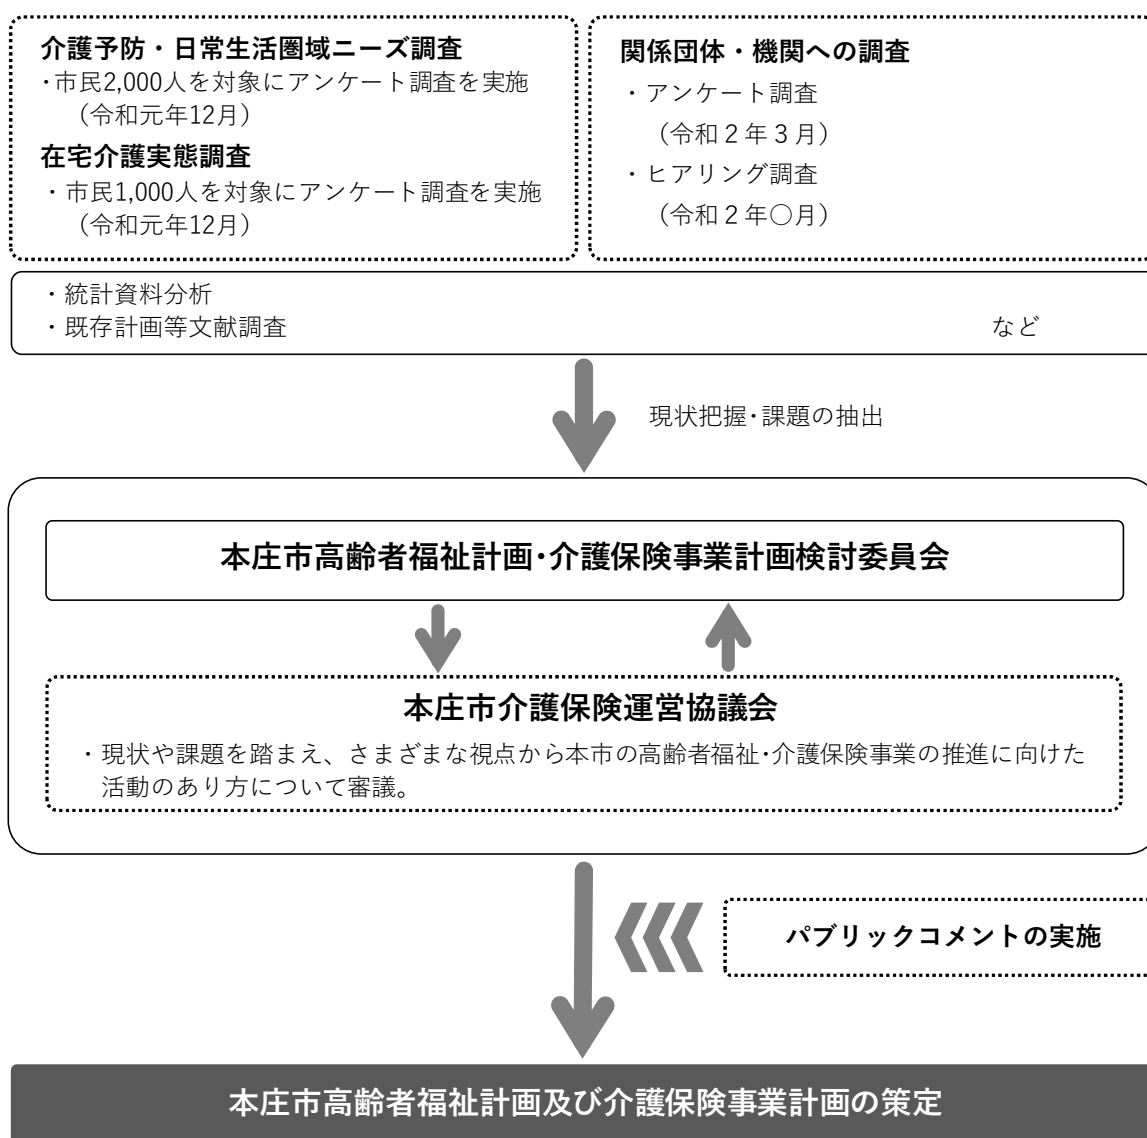 介護予防・日常生活圏域ニーズ調査
・市民2,000人を対象にアンケート調査を実施
（令和元年12月）
在宅介護実態調査
・市民1,000人を対象にアンケート調査を実施
（令和元年12月）
関係団体・機関への調査
・アンケート調査
（令和２年３月）
・ヒアリング調査
（令和２年○月）
・統計資料分析
・既存計画等文献調査 など
現状把握・課題の抽出
本庄市高齢者福祉計画・介護保険事業計画検討委員会
本庄市介護保険運営協議会
・現状や課題を踏まえ、さまざまな視点から本市の高齢者福祉・介護保険事業の推進に向けた
活動のあり方について審議。
パブリックコメントの実施
本庄市高齢者福祉計画及び介護保険事業計画の策定